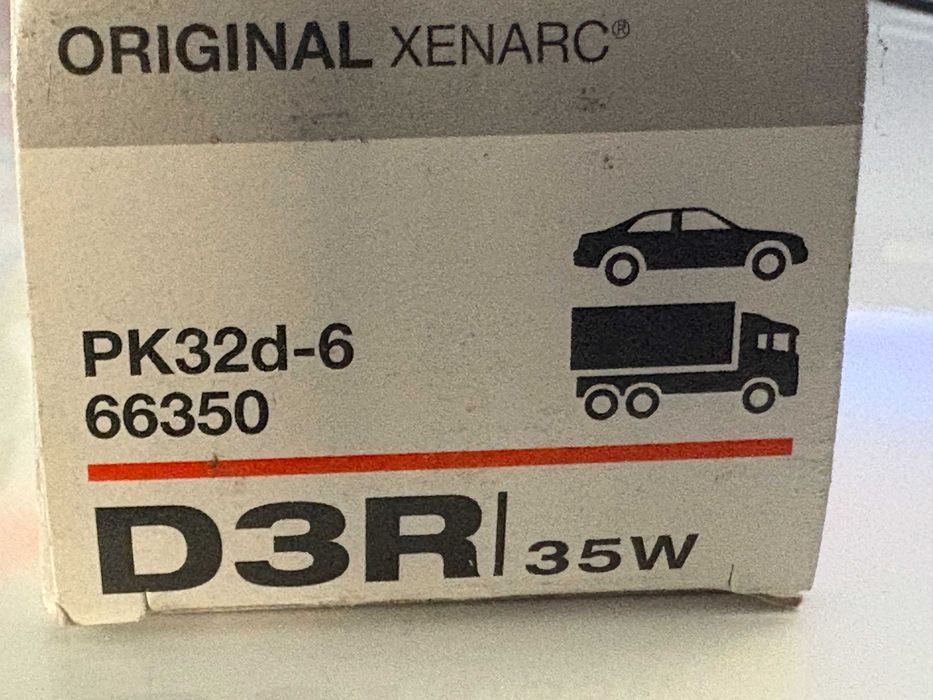 ORIGINAL XENARC®
PK32d-6
66350
D3R | 35W